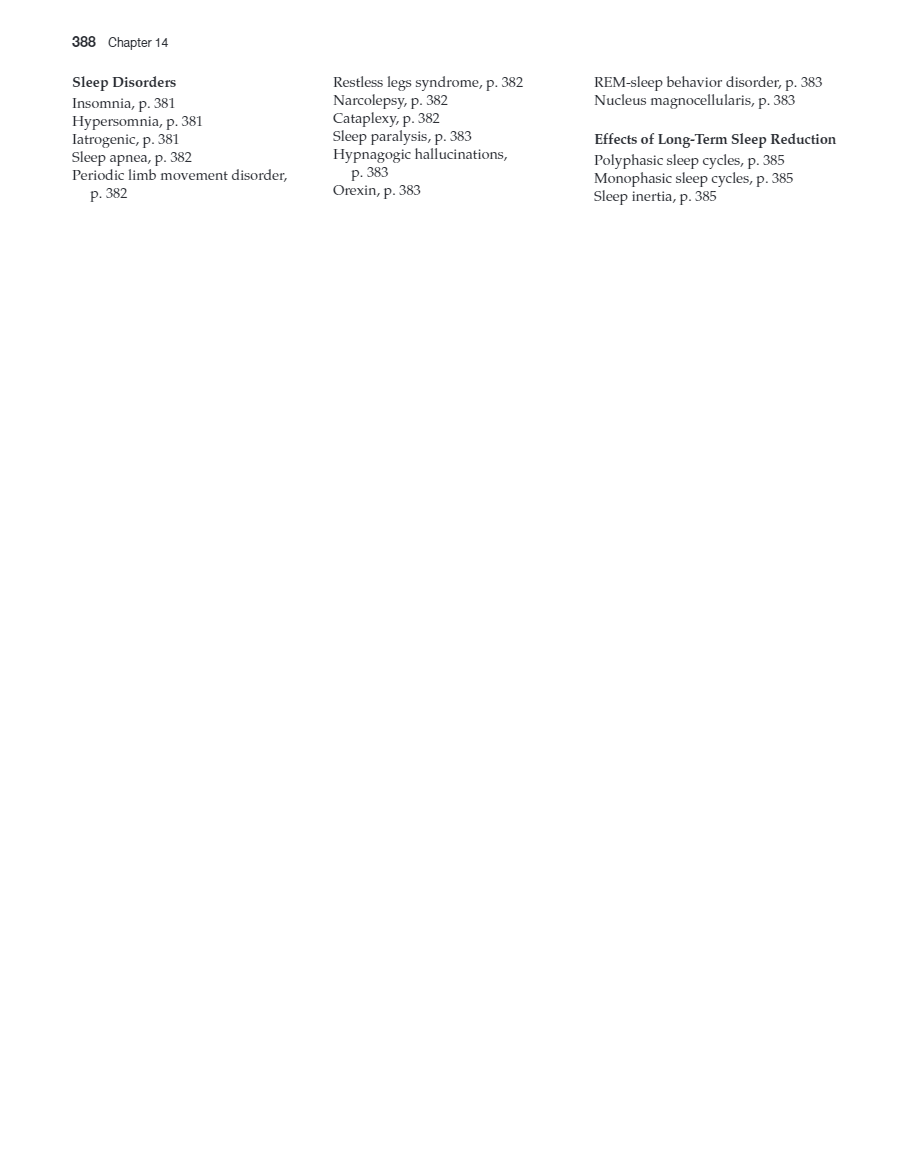 388 Chapter 14
Sleep Disorders
Insomnia, p. 381
Hypersomnia, p. 381
Iatrogenic, p. 381
Sleep apnea, p. 382
Periodic limb movement disorder,
p. 382
Restless legs syndrome, p. 382
Narcolepsy, p. 382
Cataplexy, p. 382
Sleep paralysis, p. 383
Hypnagogic hallucinations,
p. 383
Orexin, p. 383
REM-sleep behavior disorder, p. 383
Nucleus magnocellularis, p. 383
Effects of Long-Term Sleep Reduction
Polyphasic sleep cycles, p. 385
Monophasic sleep cycles, p. 385
Sleep inertia, p. 385